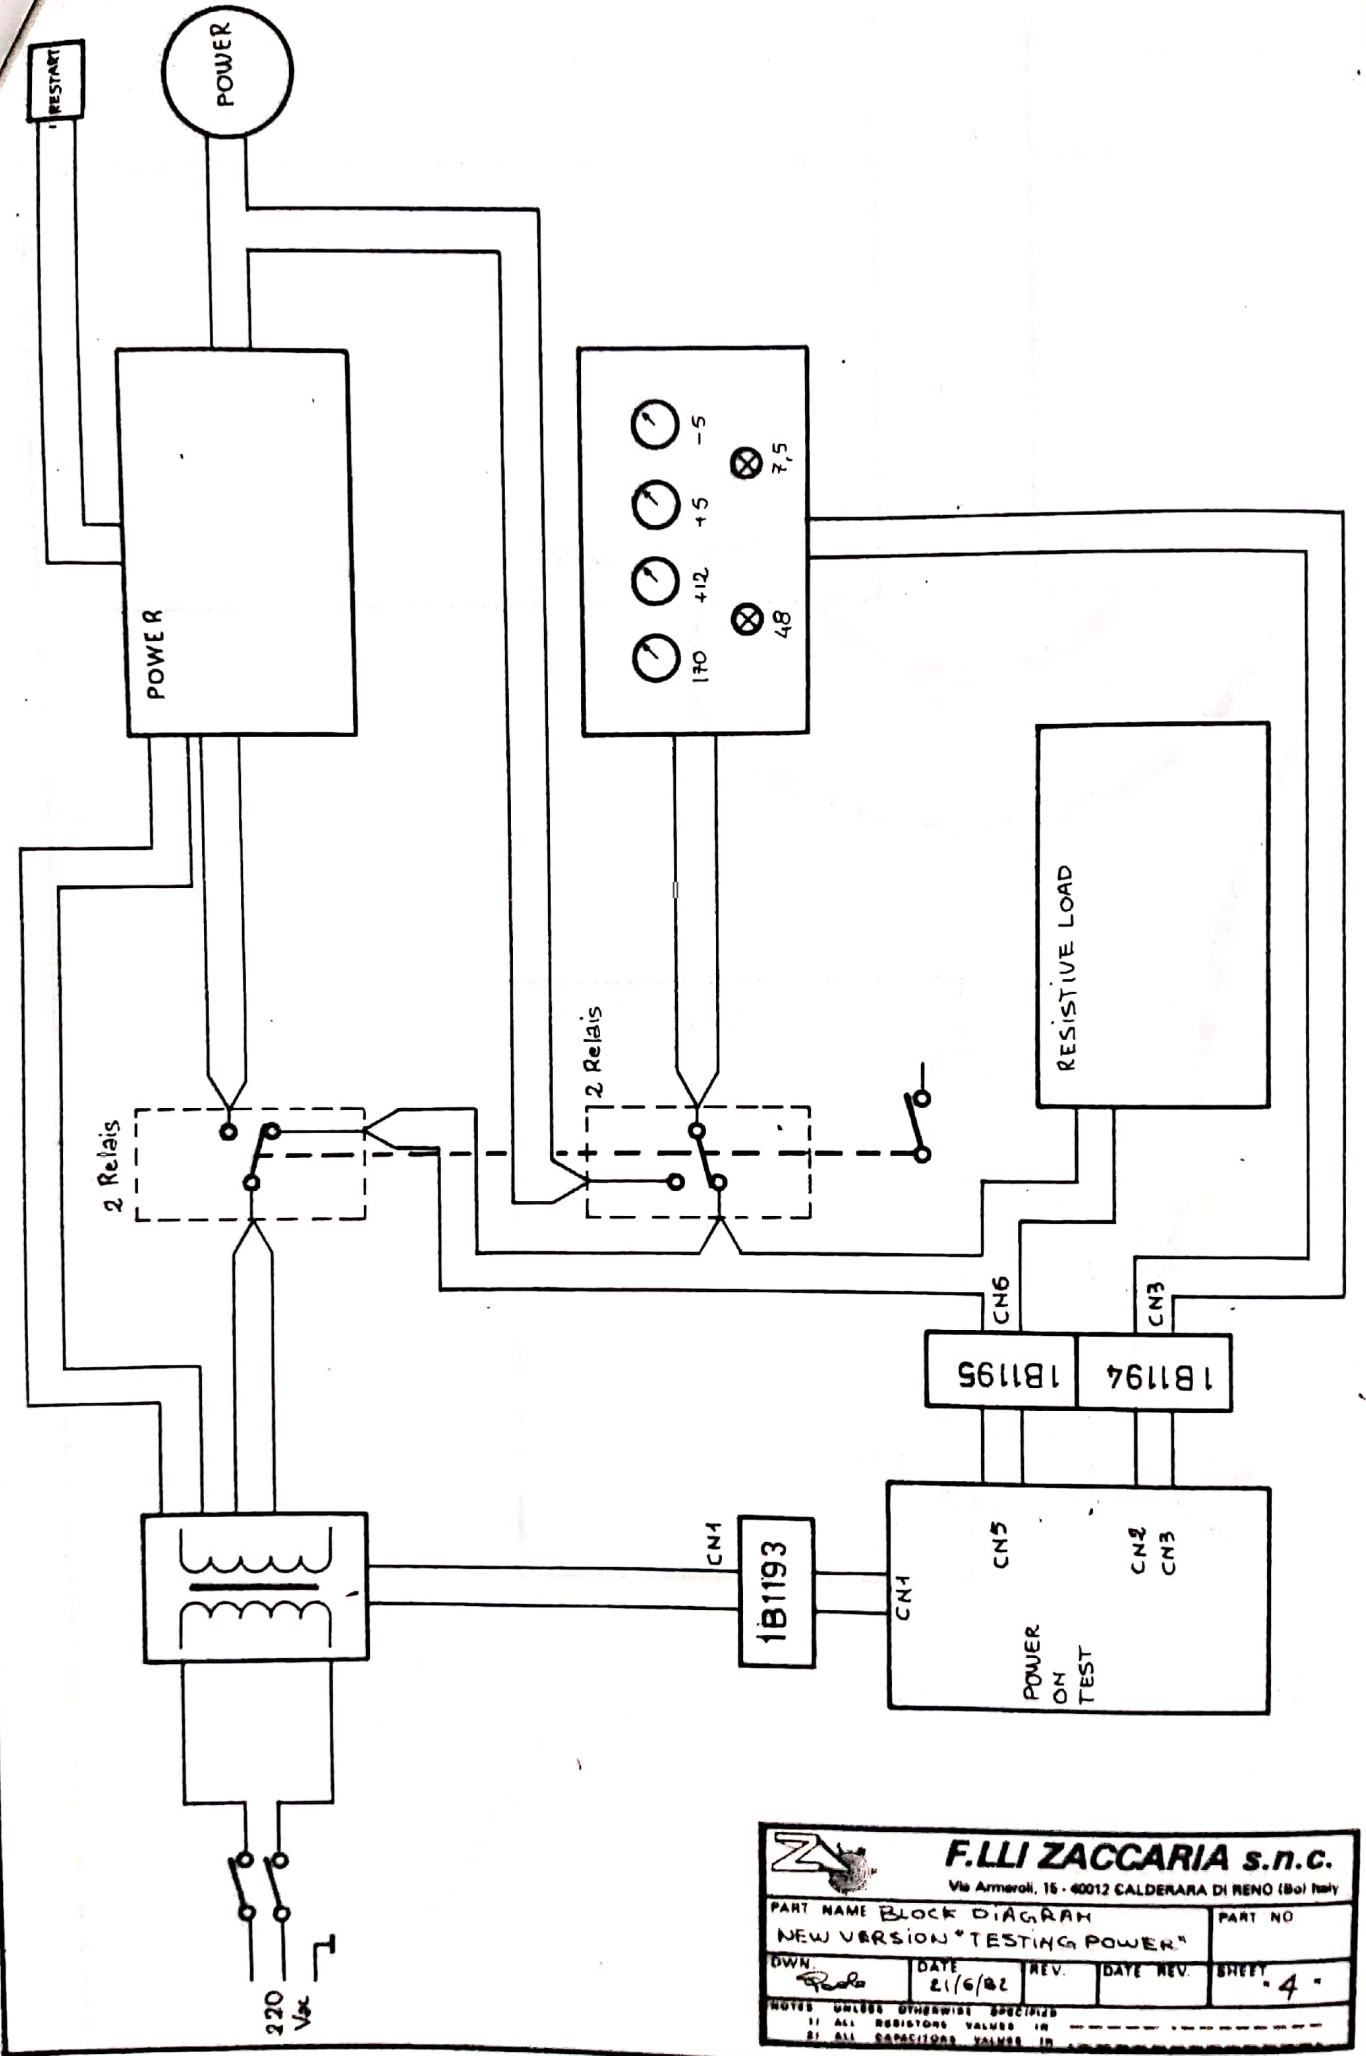 RESTART
POWER
POWER
-5
+5
+12
170
7,5
48
2 Relais
2 Relais
RESISTIVE LOAD
CN6
CN3
1B1195
1B1194
CN1
1B1193
CN1
CN5
CN2
CN3
POWER
ON
TEST
220
Vac
F.LLI ZACCARIA s.n.c.
Via Armaroli, 15 - 40012 CALDERARA DI RENO (Bo) Italy
PART NAME BLOCK DIAGRAM
NEW VERSION "TESTING POWER"
PART NO
DWN.
DATE
21/6/82
REV.
DATE REV.
SHEET
"4"
NOTES UNLESS OTHERWISE SPECIFIED
1) ALL RESISTORS VALUES IN
2) ALL CAPACITORS VALUES IN